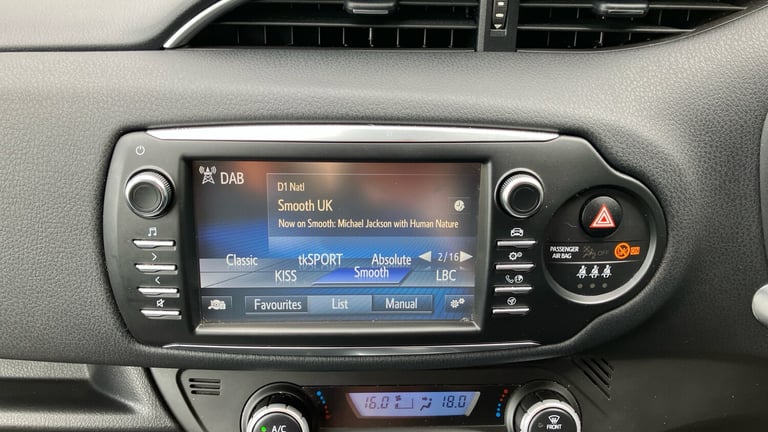 DAB
D1 Natl
Smooth UK
Now on Smooth: Michael Jackson with Human Nature
Classic tkSPORT Absolute 2/16
KISS Smooth LBC
Favourites List Manual
PASSENGER
AIR BAG OFF ON
16.0 18.0
A/C
FRONT